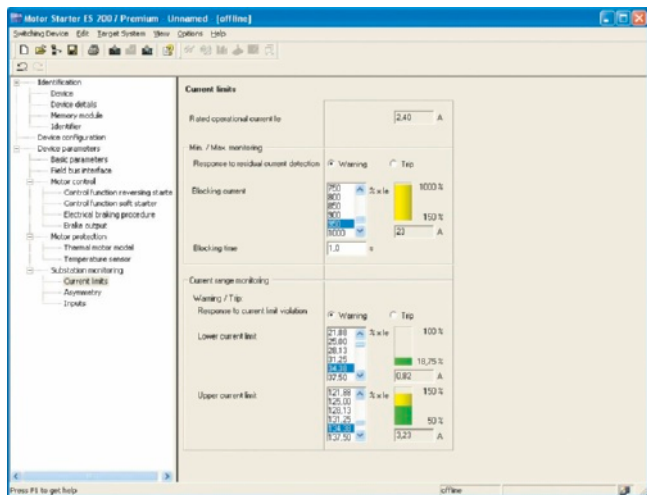 Motor Starter ES 2007 Premium - Unnamed [offline]
Switching Device Edit Target System View Options Help
Identification
Device
Device details
Memory module
Identifier
Device configuration
Device parameters
Basic parameters
Field bus interface
Motor control
Control function reversing starte
Control function soft starter
Electrical braking procedure
Brake output
Motor protection
Thermal motor model
Temperature sensor
Substation monitoring
Current limits
Asymmetry
Inputs
Current limits
Rated operational current Ie 2,40 A
Min. / Max. monitoring
Response to residual current detection Warning Trip
Blocking current
750
800
850
900
950
1000
% x Ie
1000 %
150 %
23 A
Blocking time 1,0 s
Current range monitoring
Warning / Trip:
Response to current limit violation Warning Trip
Lower current limit
21,88
25,00
28,13
31,25
34,38
37,50
% x Ie
100 %
18,75 %
0,82 A
Upper current limit
121,88
125,00
128,13
131,25
134,38
137,50
% x Ie
150 %
50 %
3,23 A
Press F1 to get help
offline